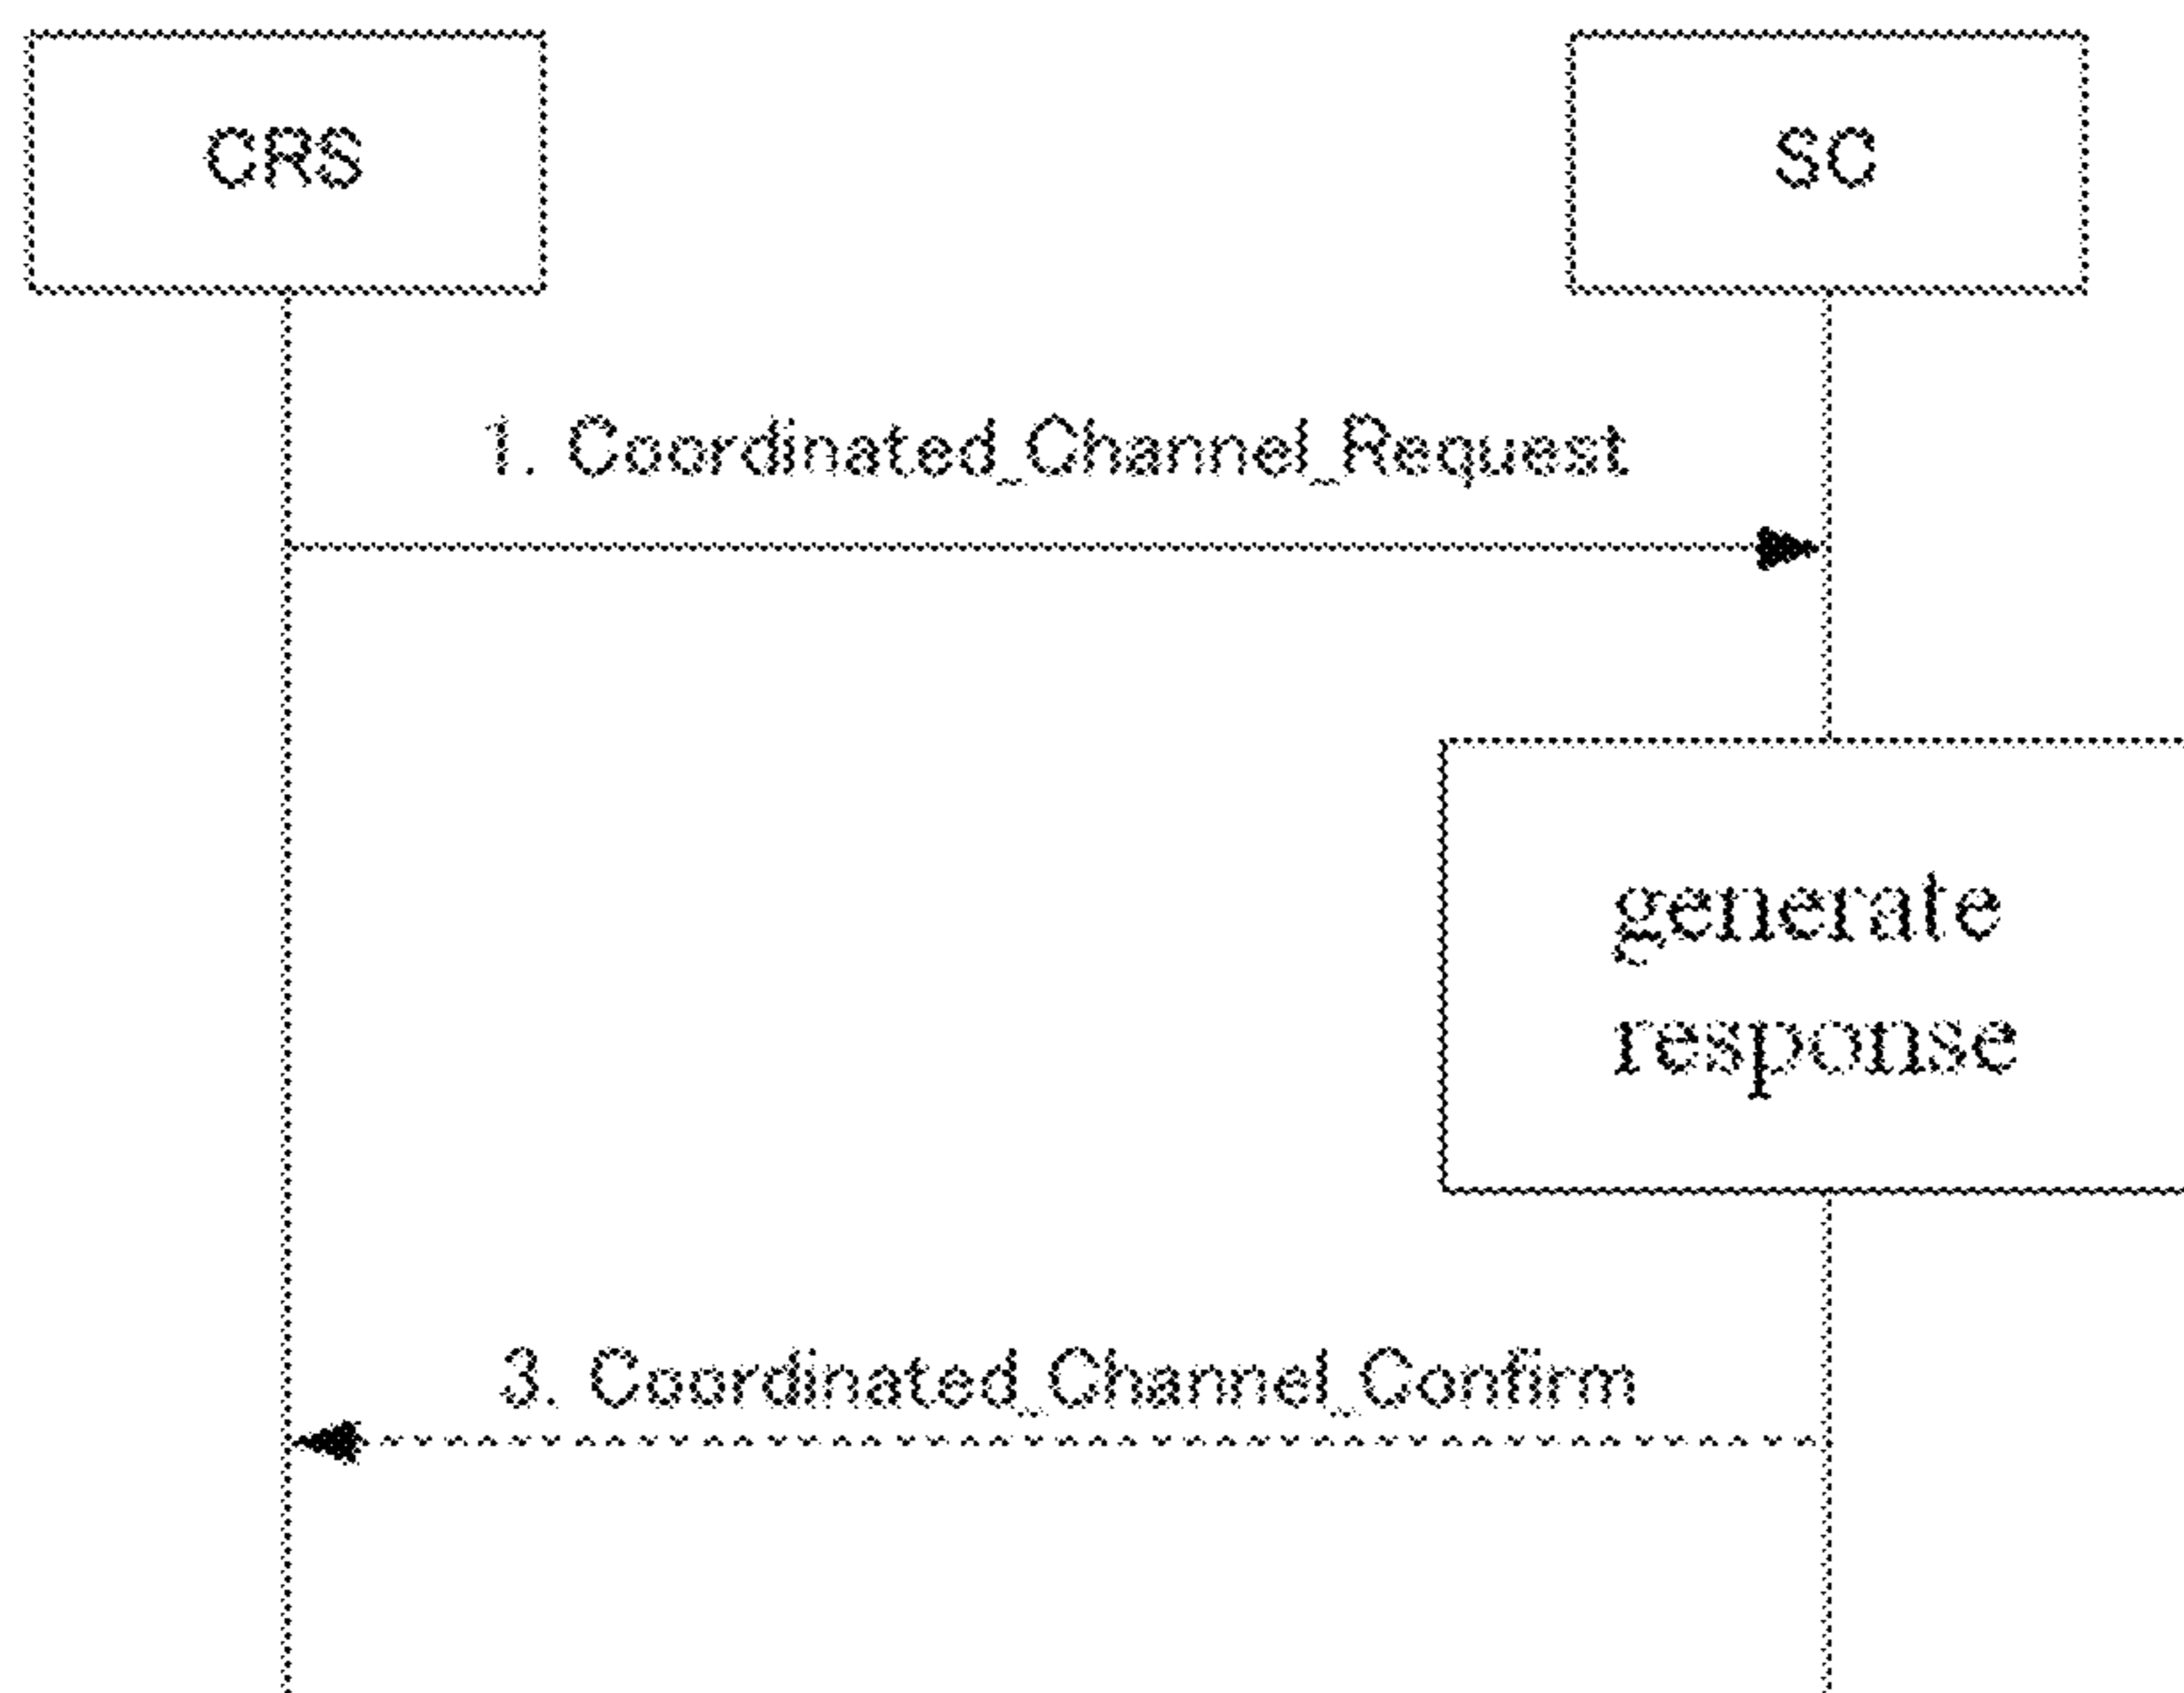 CRS
SC
1. Coordinated_Channel_Request
generate
response
3. Coordinated_Channel_Confirm